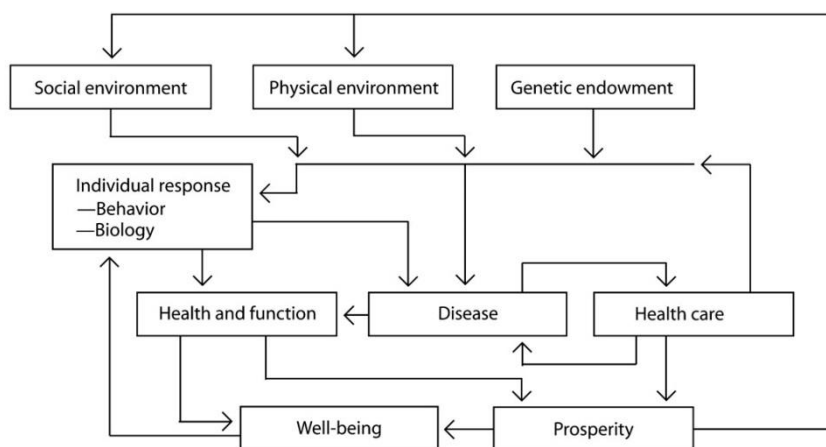 Social environment
Physical environment
Genetic endowment
Individual response
—Behavior
—Biology
Health and function
Disease
Health care
Well-being
Prosperity